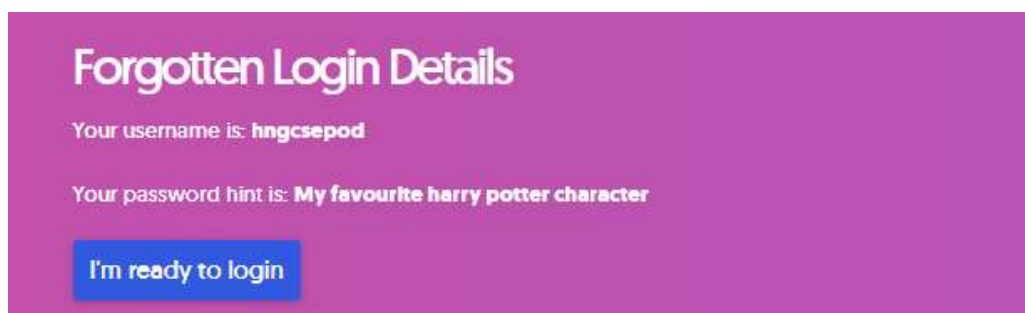 Forgotten Login Details
Your username is: hngcsepod
Your password hint is: My favourite harry potter character
I'm ready to login